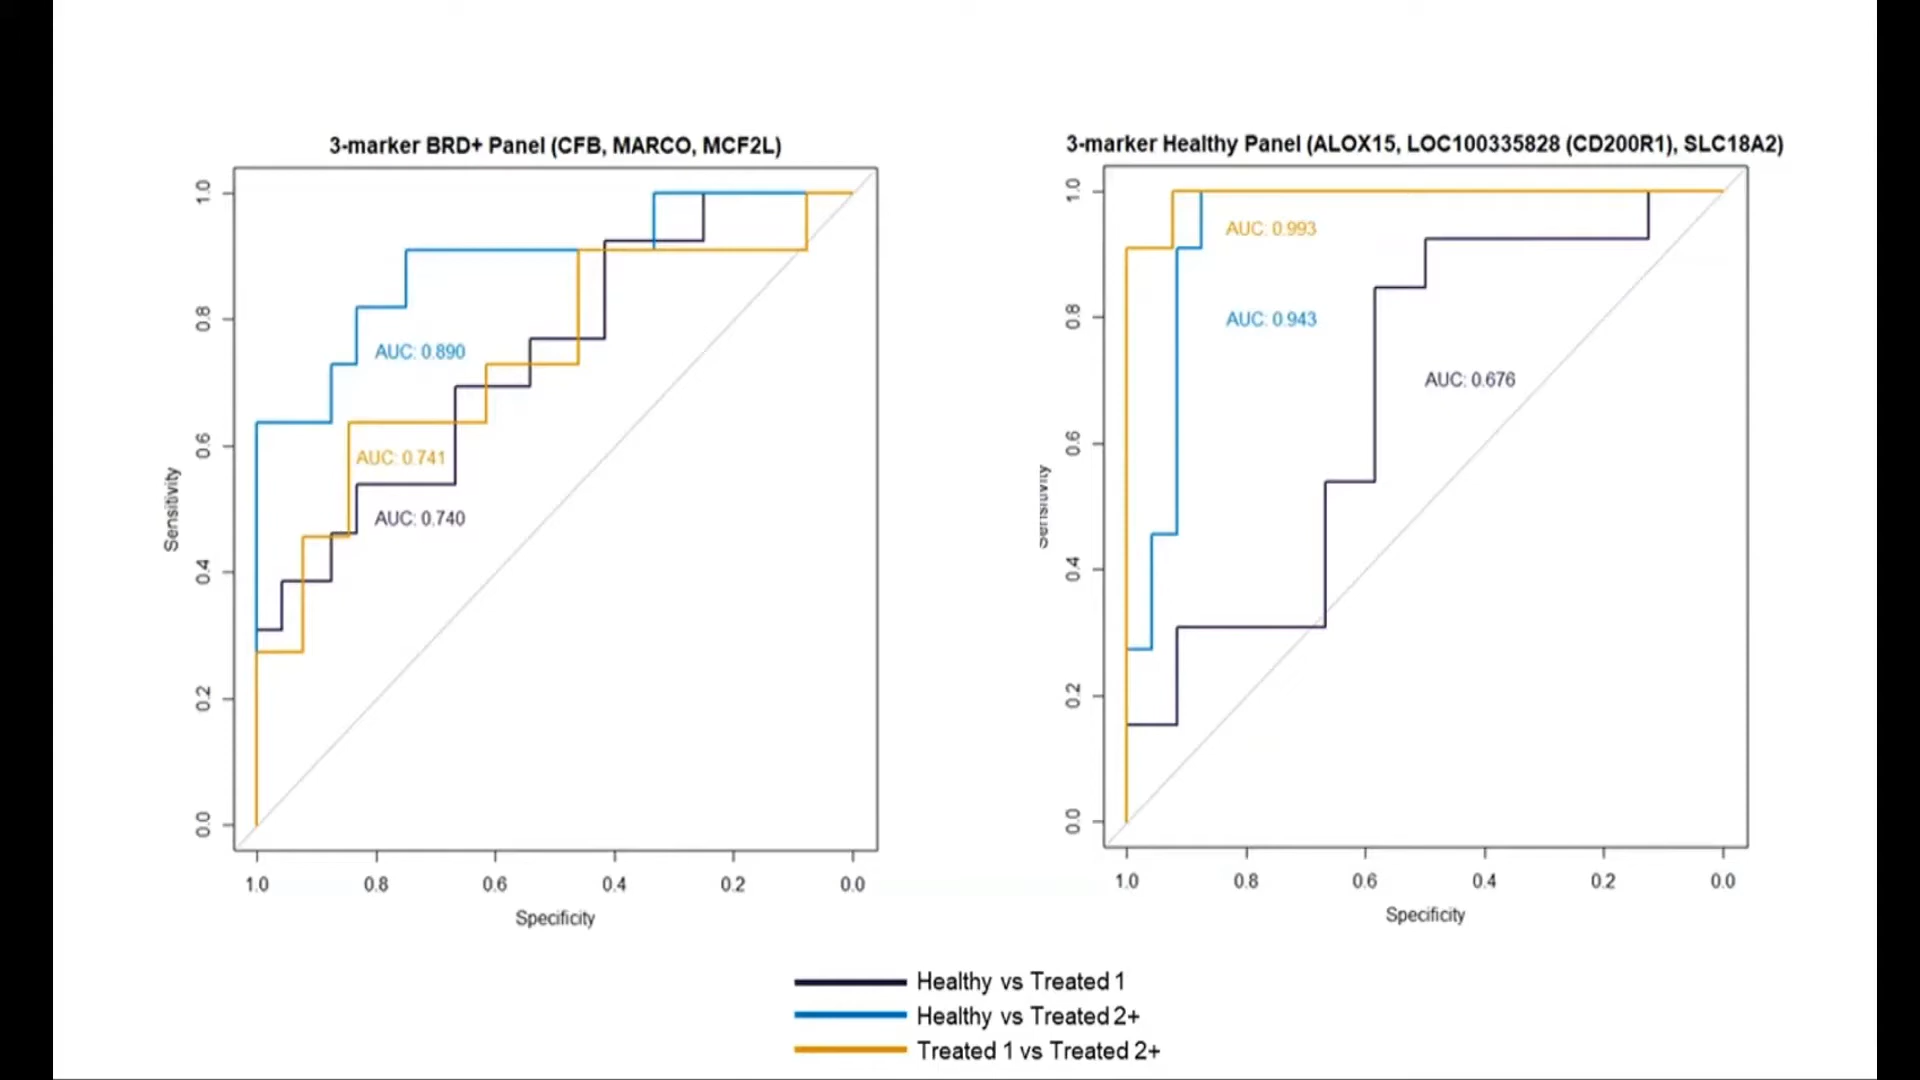 3-marker BRD+ Panel (CFB, MARCO, MCF2L)
1.0
0.8
0.6
0.4
0.2
0.0
Sensitivity
AUC: 0.890
AUC: 0.741
AUC: 0.740
1.0 0.8 0.6 0.4 0.2 0.0
Specificity
3-marker Healthy Panel (ALOX15, LOC100335828 (CD200R1), SLC18A2)
1.0
0.8
0.6
0.4
0.2
0.0
AUC: 0.993
AUC: 0.943
AUC: 0.676
1.0 0.8 0.6 0.4 0.2 0.0
Specificity
Healthy vs Treated 1
Healthy vs Treated 2+
Treated 1 vs Treated 2+